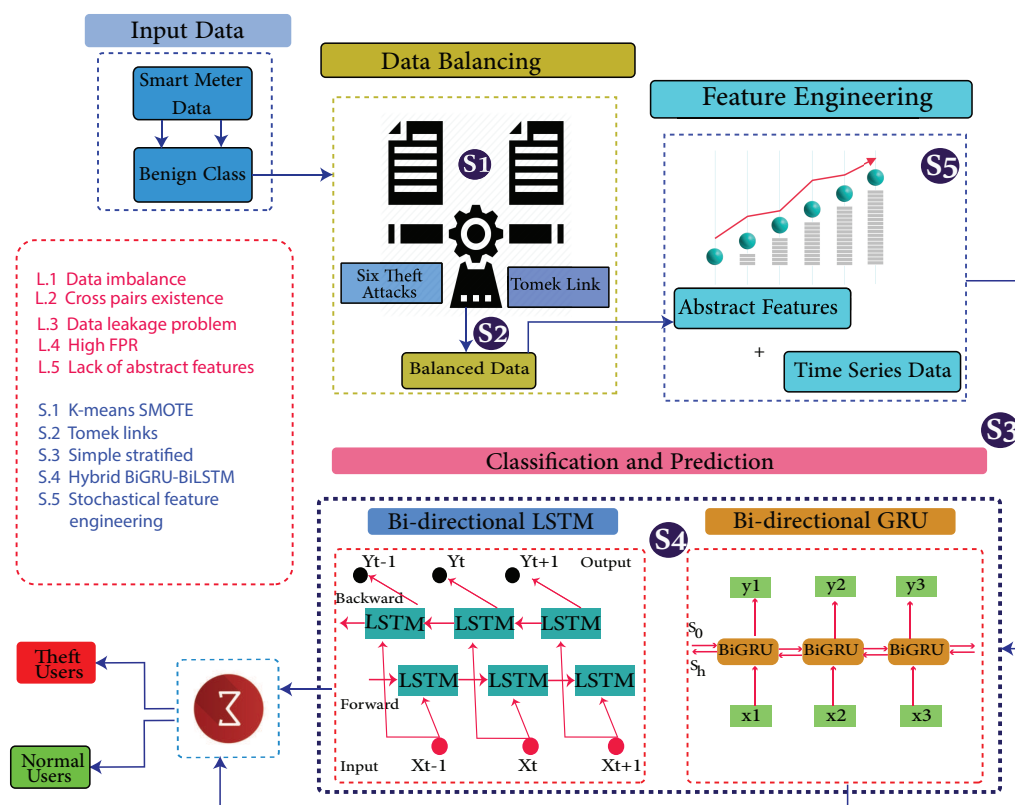 Input Data
Smart Meter
Data
Benign Class
Data Balancing
S1
Six Theft
Attacks
Tomek Link
S2
Balanced Data
Feature Engineering
S5
Abstract Features
+
Time Series Data
L.1 Data imbalance
L.2 Cross pairs existence
L.3 Data leakage problem
L.4 High FPR
L.5 Lack of abstract features
S.1 K-means SMOTE
S.2 Tomek links
S.3 Simple stratified
S.4 Hybrid BiGRU-BiLSTM
S.5 Stochastical feature
engineering
S3
Classification and Prediction
Bi-directional LSTM
S4
Bi-directional GRU
Yt-1 Yt Yt+1 Output
Backward
LSTM LSTM LSTM
LSTM LSTM LSTM
Forward
Input Xt-1 Xt Xt+1
y1 y2 y3
S0
BiGRU BiGRU BiGRU
Sh
x1 x2 x3
Theft
Users
Σ
Normal
Users